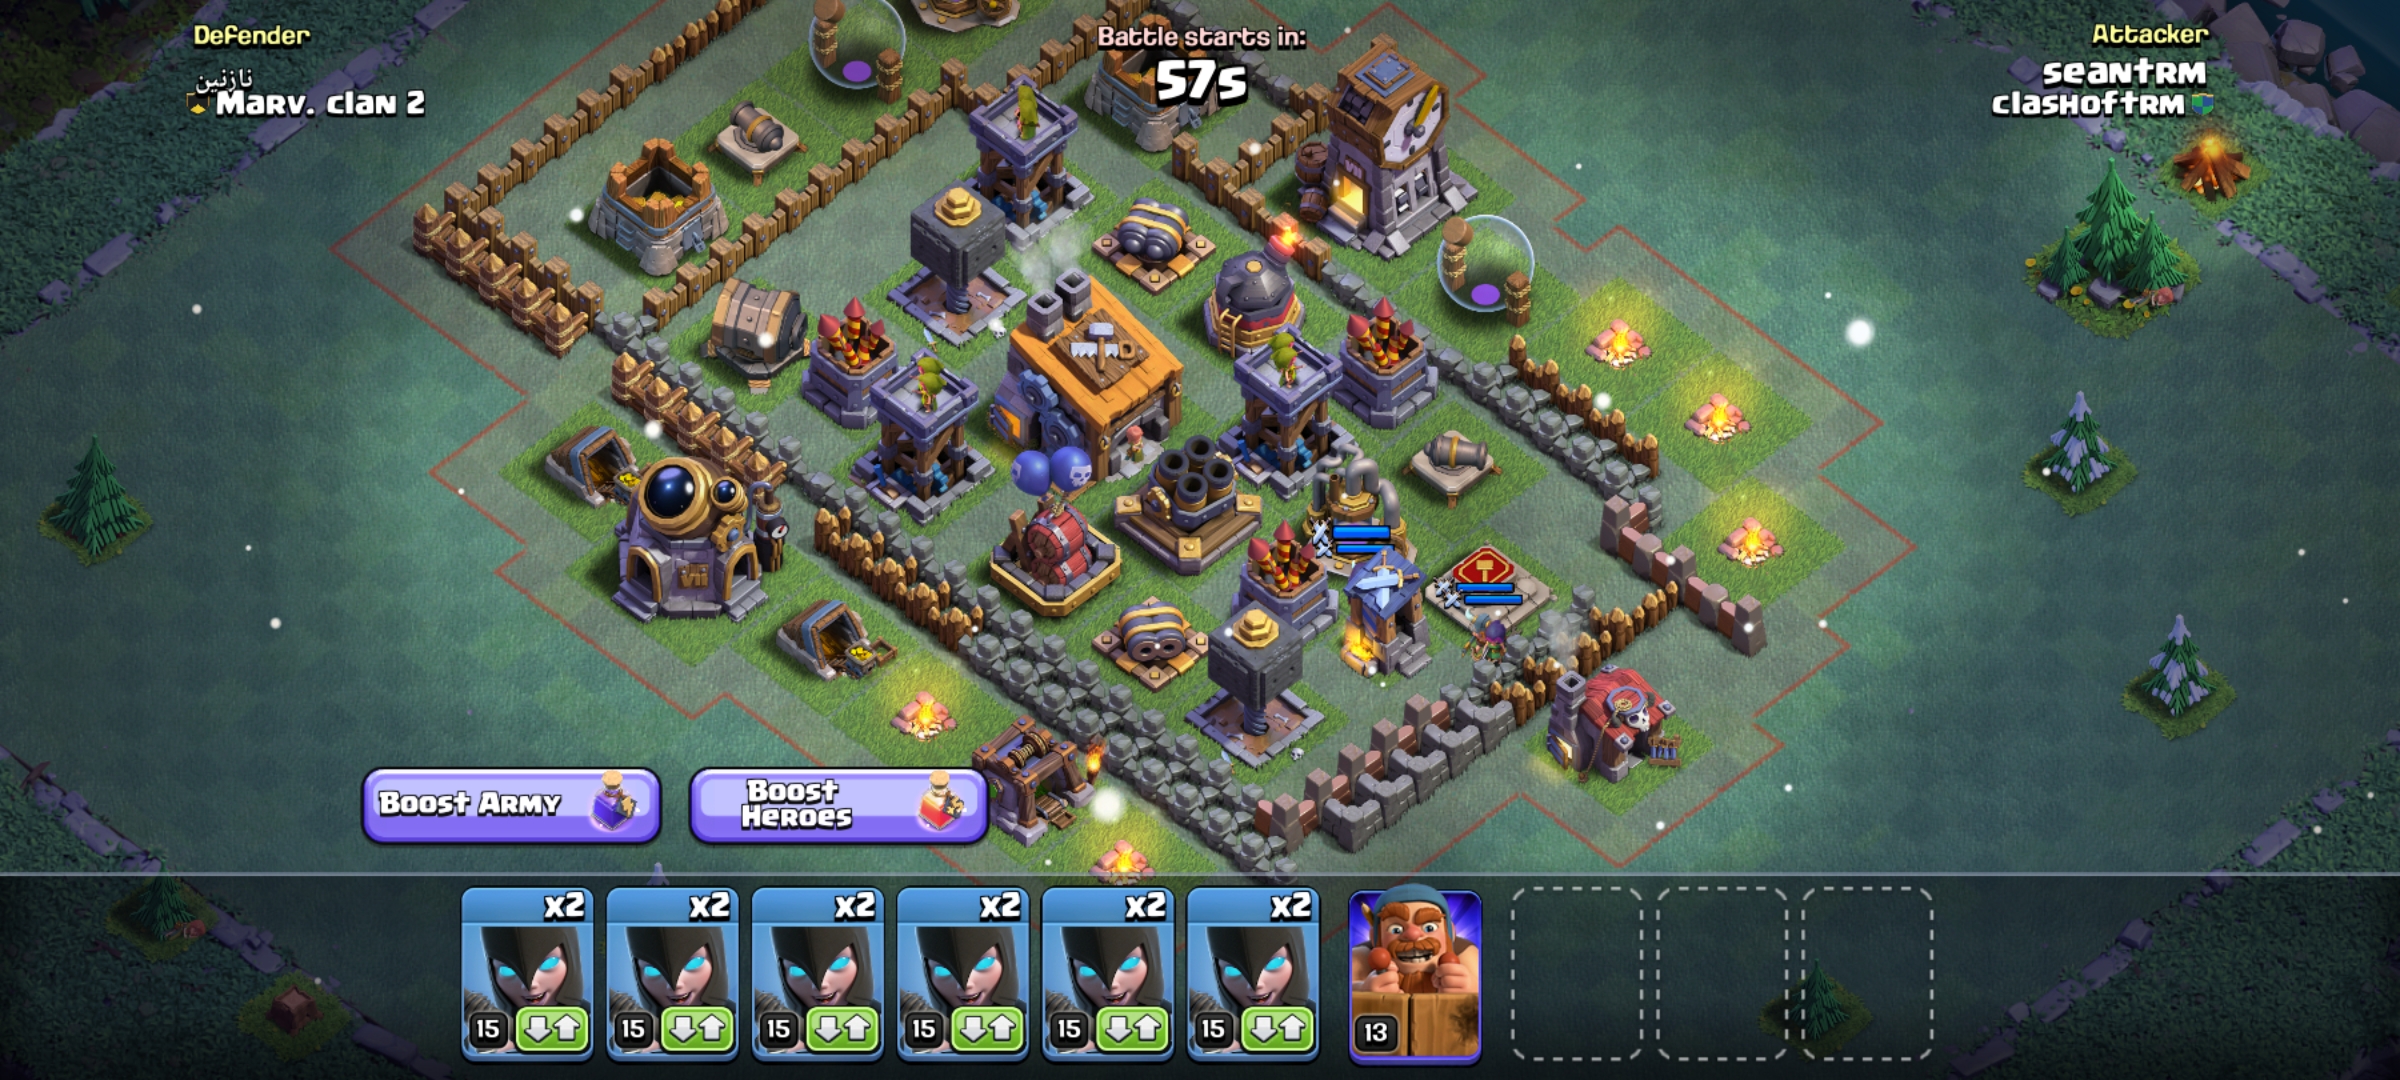 Defender
نازنین
Marv. clan 2
Battle starts in:
57s
Attacker
seantRM
clashoftRM
Boost Army
Boost
Heroes
x2
x2
x2
x2
x2
x2
15
15
15
15
15
15
13